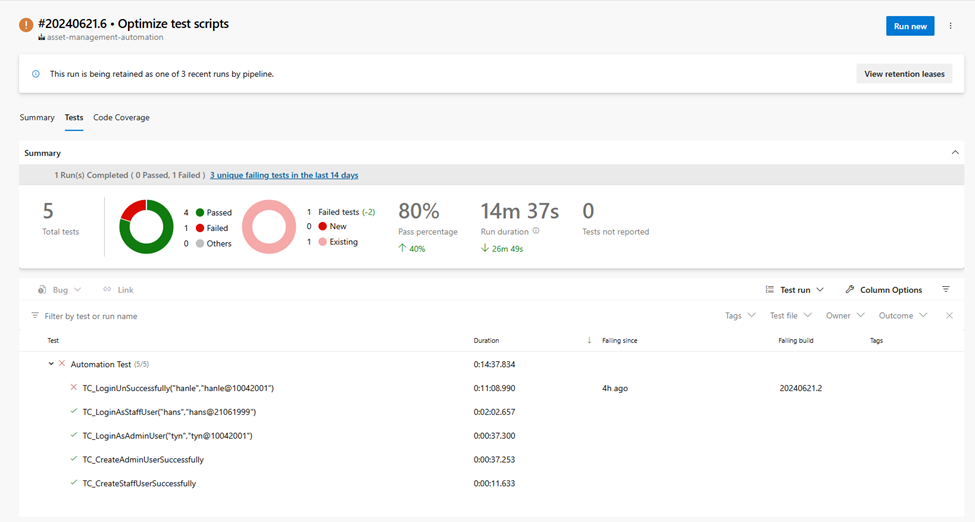 #20240621.6 • Optimize test scripts
asset-management-automation
Run new
This run is being retained as one of 3 recent runs by pipeline.
View retention leases
Summary Tests Code Coverage
Summary
1 Run(s) Completed ( 0 Passed, 1 Failed ) 3 unique failing tests in the last 14 days
5
Total tests
4 Passed
1 Failed
0 Others
1 Failed tests (-2)
0 New
1 Existing
80%
Pass percentage
↑ 40%
14m 37s
Run duration
↓ 26m 49s
0
Tests not reported
Bug Link Test run Column Options
Filter by test or run name Tags Test file Owner Outcome
Test Duration Failing since Failing build Tags
Automation Test (5/5) 0:14:37.834
TC_LoginUnSuccessfully("hanle","hanle@10042001") 0:11:08.990 4h ago 20240621.2
TC_LoginAsStaffUser("hans","hans@21061999") 0:02:02.657
TC_LoginAsAdminUser("tyn","tyn@10042001") 0:00:37.300
TC_CreateAdminUserSuccessfully 0:00:37.253
TC_CreateStaffUserSuccessfully 0:00:11.633